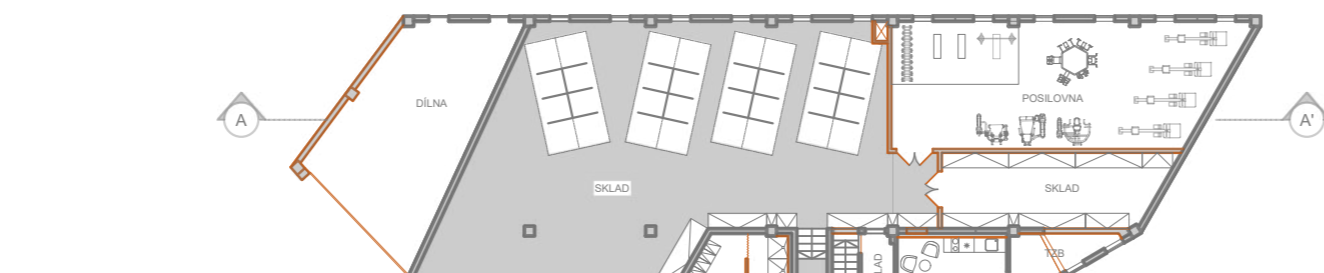 DÍLNA
POSILOVNA
A
A'
SKLAD
SKLAD
TZB